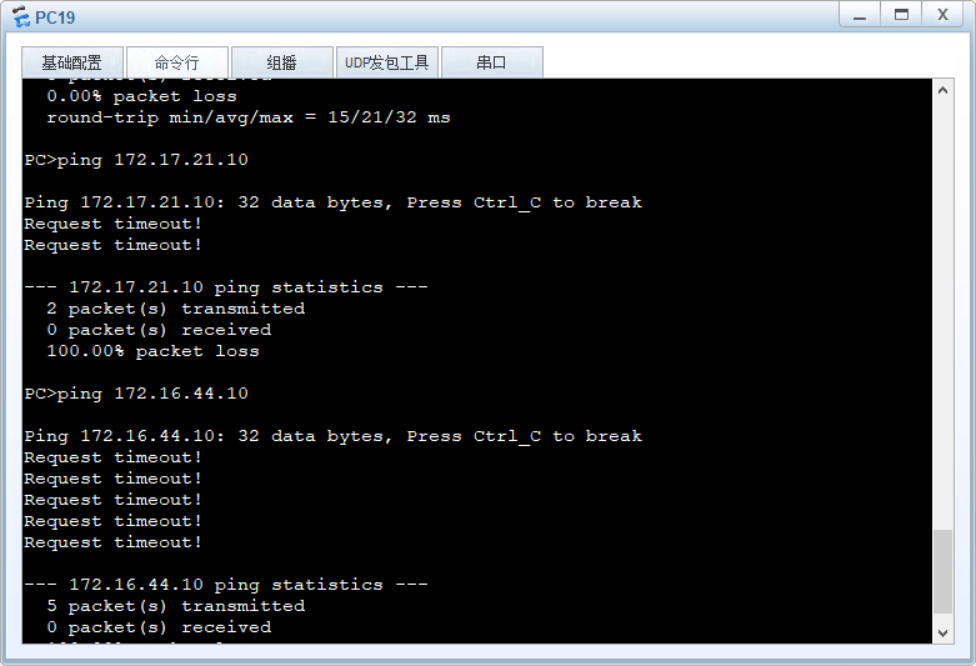 PC19
基础配置 命令行 组播 UDP发包工具 串口
0.00% packet loss
round-trip min/avg/max = 15/21/32 ms
PC>ping 172.17.21.10
Ping 172.17.21.10: 32 data bytes, Press Ctrl_C to break
Request timeout!
Request timeout!
--- 172.17.21.10 ping statistics ---
2 packet(s) transmitted
0 packet(s) received
100.00% packet loss
PC>ping 172.16.44.10
Ping 172.16.44.10: 32 data bytes, Press Ctrl_C to break
Request timeout!
Request timeout!
Request timeout!
Request timeout!
Request timeout!
--- 172.16.44.10 ping statistics ---
5 packet(s) transmitted
0 packet(s) received